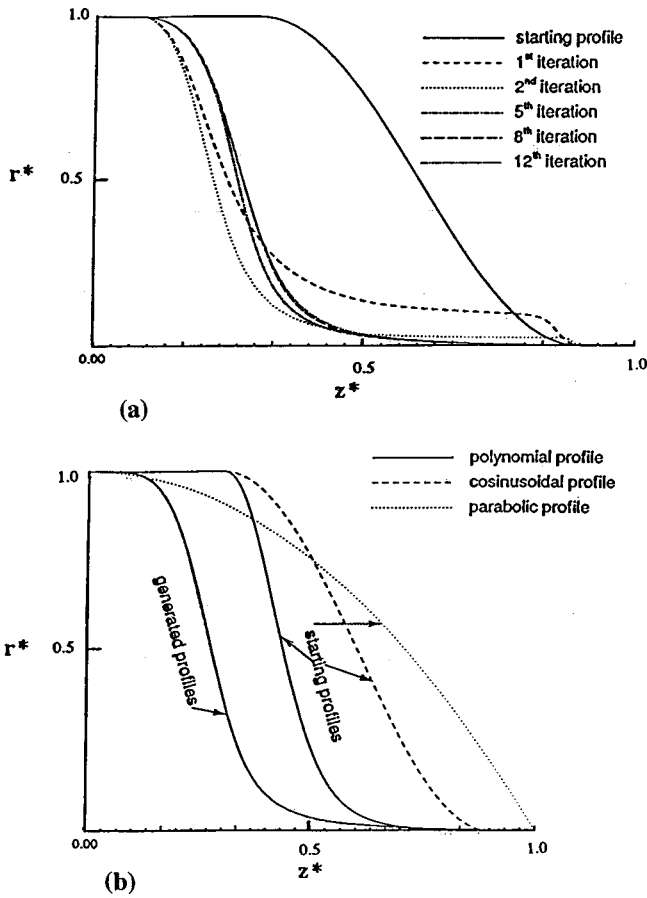 1.0
starting profile
1st iteration
2nd iteration
5th iteration
8th iteration
12th iteration
r*
0.5
0.00
0.5
1.0
z*
(a)
polynomial profile
cosinusoidal profile
parabolic profile
1.0
generated profiles
starting profiles
r*
0.5
0.00
0.5
1.0
z*
(b)